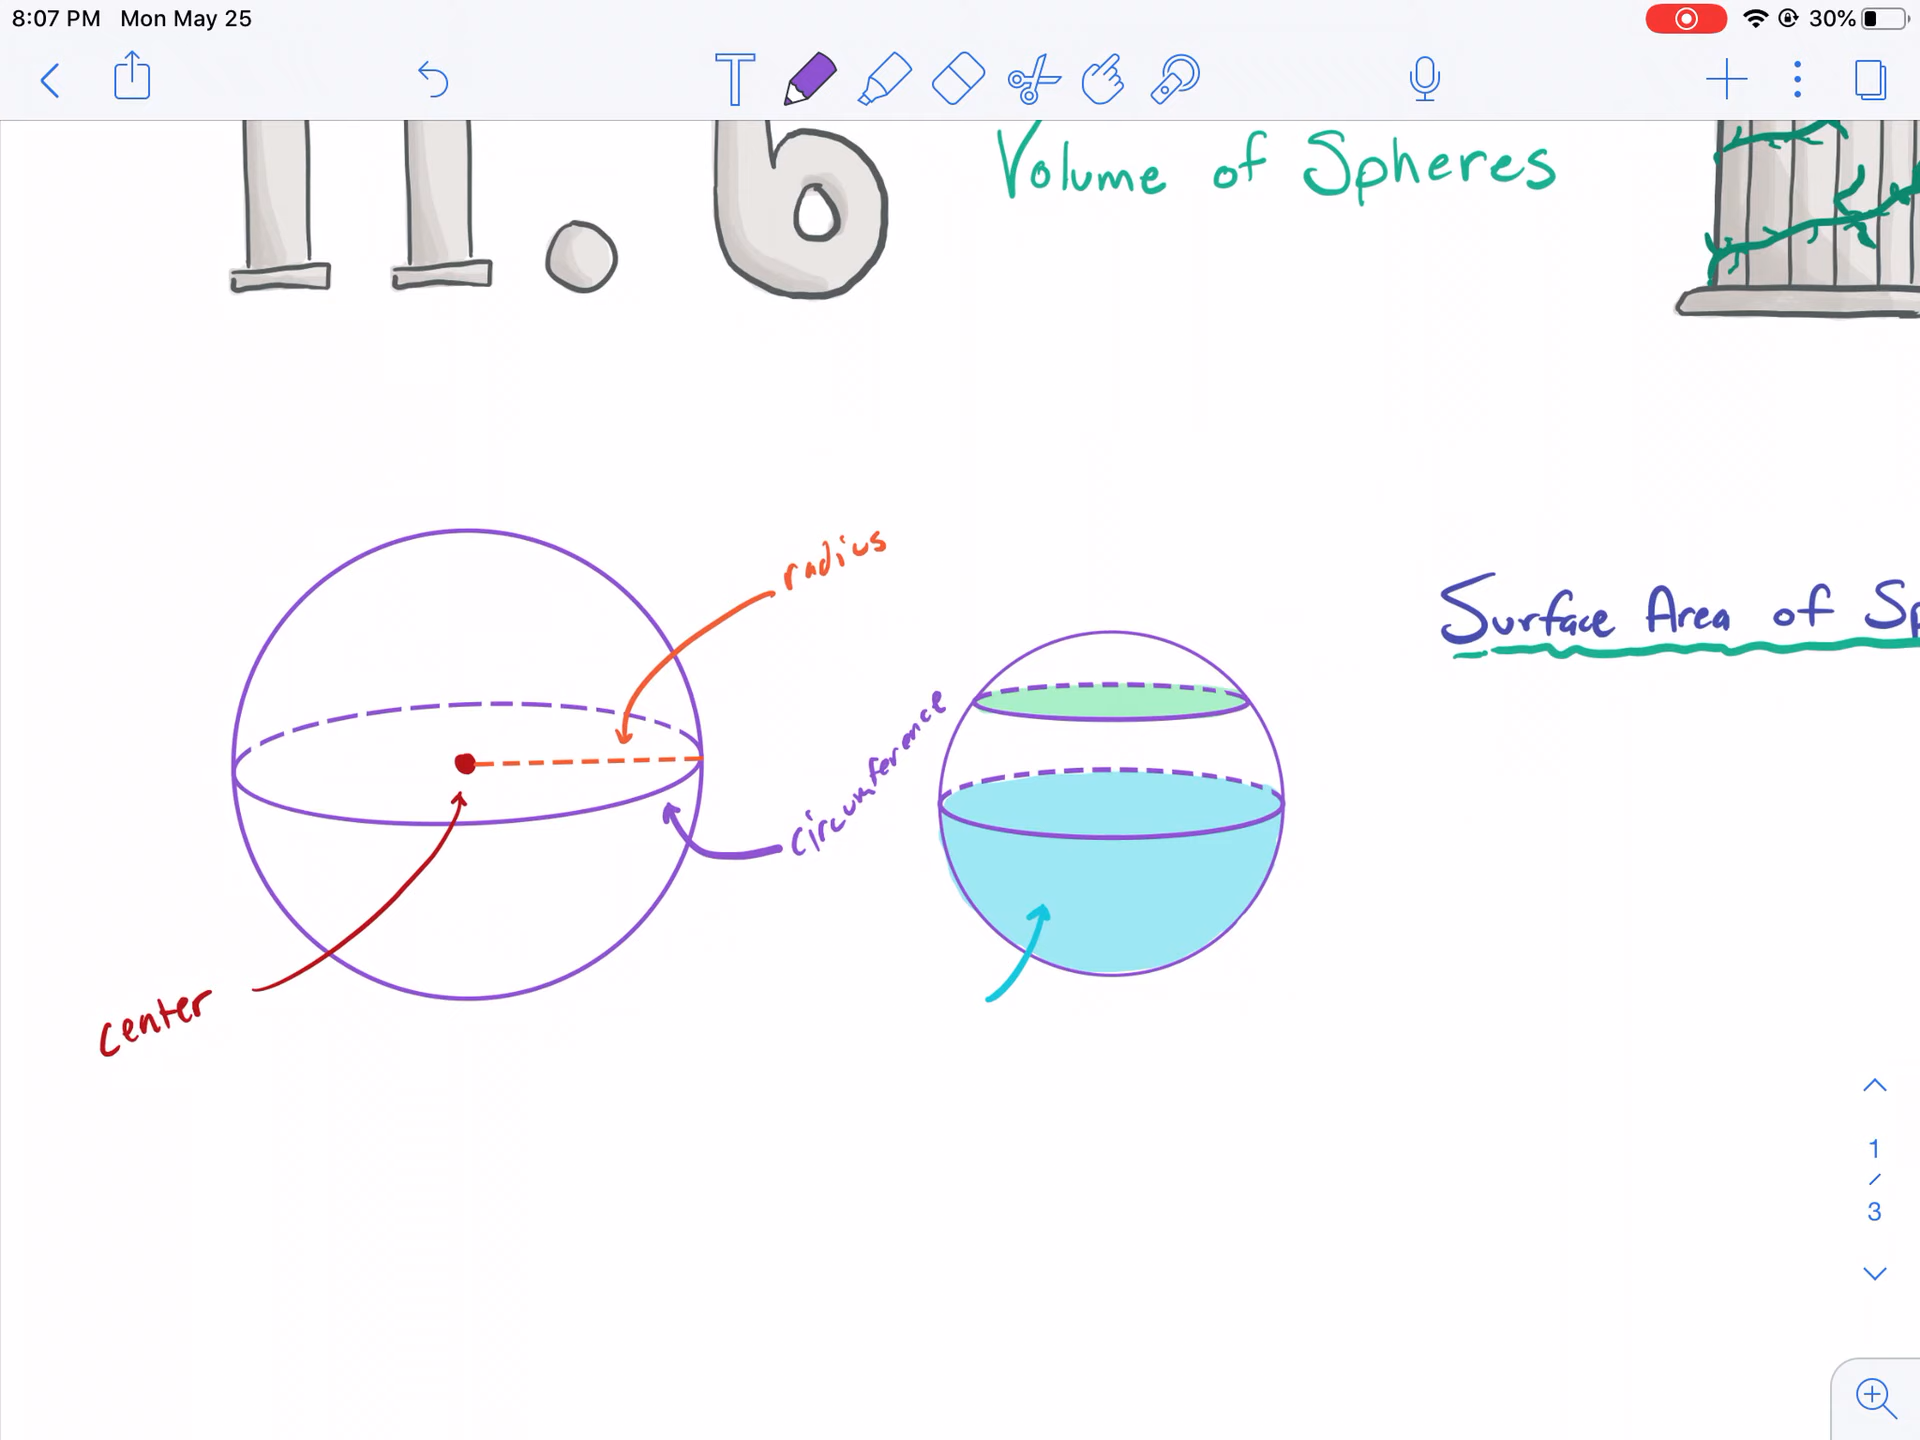 8:07 PM Mon May 25
30%
T
11.6
Volume of Spheres
radius
Surface Area of Sp
circumference
center
1
/
3